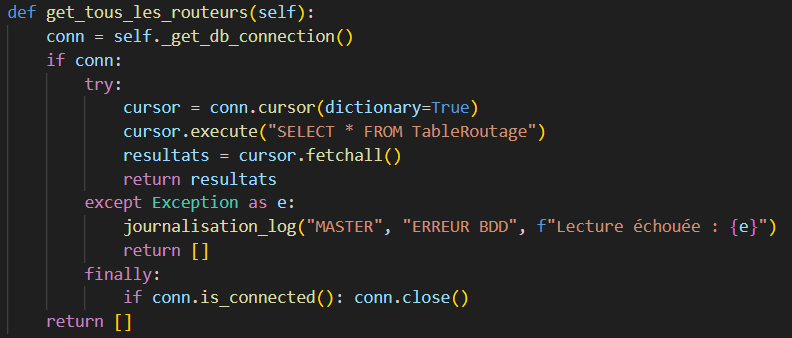 def get_tous_les_routeurs(self):
    conn = self._get_db_connection()
    if conn:
        try:
            cursor = conn.cursor(dictionary=True)
            cursor.execute("SELECT * FROM TableRoutage")
            resultats = cursor.fetchall()
            return resultats
        except Exception as e:
            journalisation_log("MASTER", "ERREUR BDD", f"Lecture échouée : {e}")
            return []
        finally:
            if conn.is_connected(): conn.close()
    return []